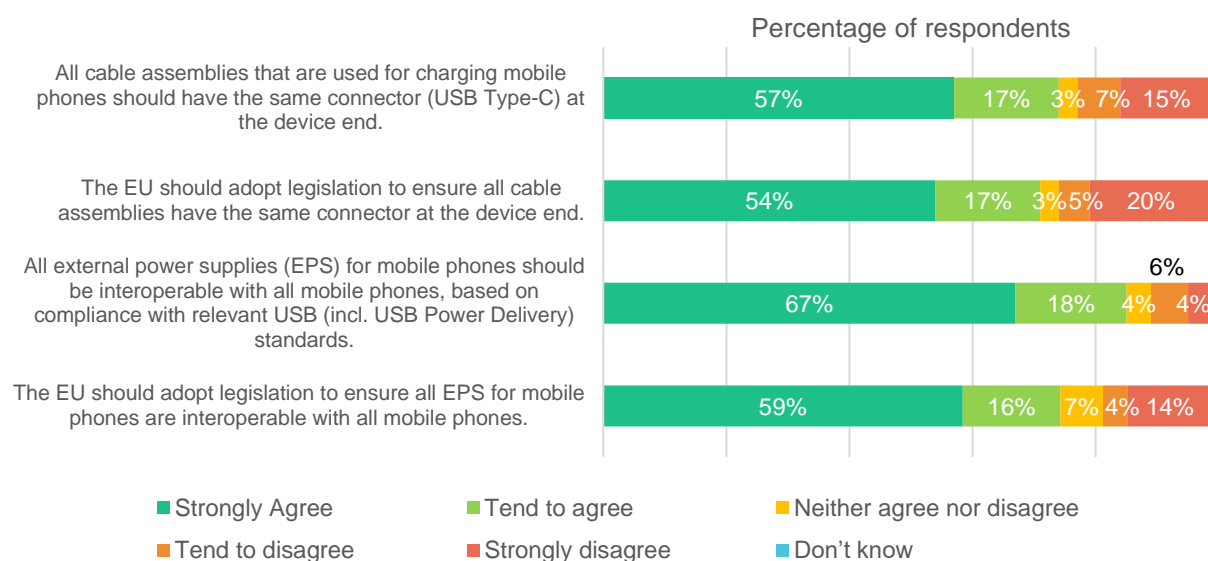 Percentage of respondents
All cable assemblies that are used for charging mobile
phones should have the same connector (USB Type-C) at
the device end.
57% 17% 3% 7% 15%
The EU should adopt legislation to ensure all cable
assemblies have the same connector at the device end.
54% 17% 3% 5% 20%
All external power supplies (EPS) for mobile phones should
be interoperable with all mobile phones, based on
compliance with relevant USB (incl. USB Power Delivery)
standards.
6%
67% 18% 4% 4%
The EU should adopt legislation to ensure all EPS for mobile
phones are interoperable with all mobile phones.
59% 16% 7% 4% 14%
Strongly Agree Tend to agree Neither agree nor disagree
Tend to disagree Strongly disagree Don't know